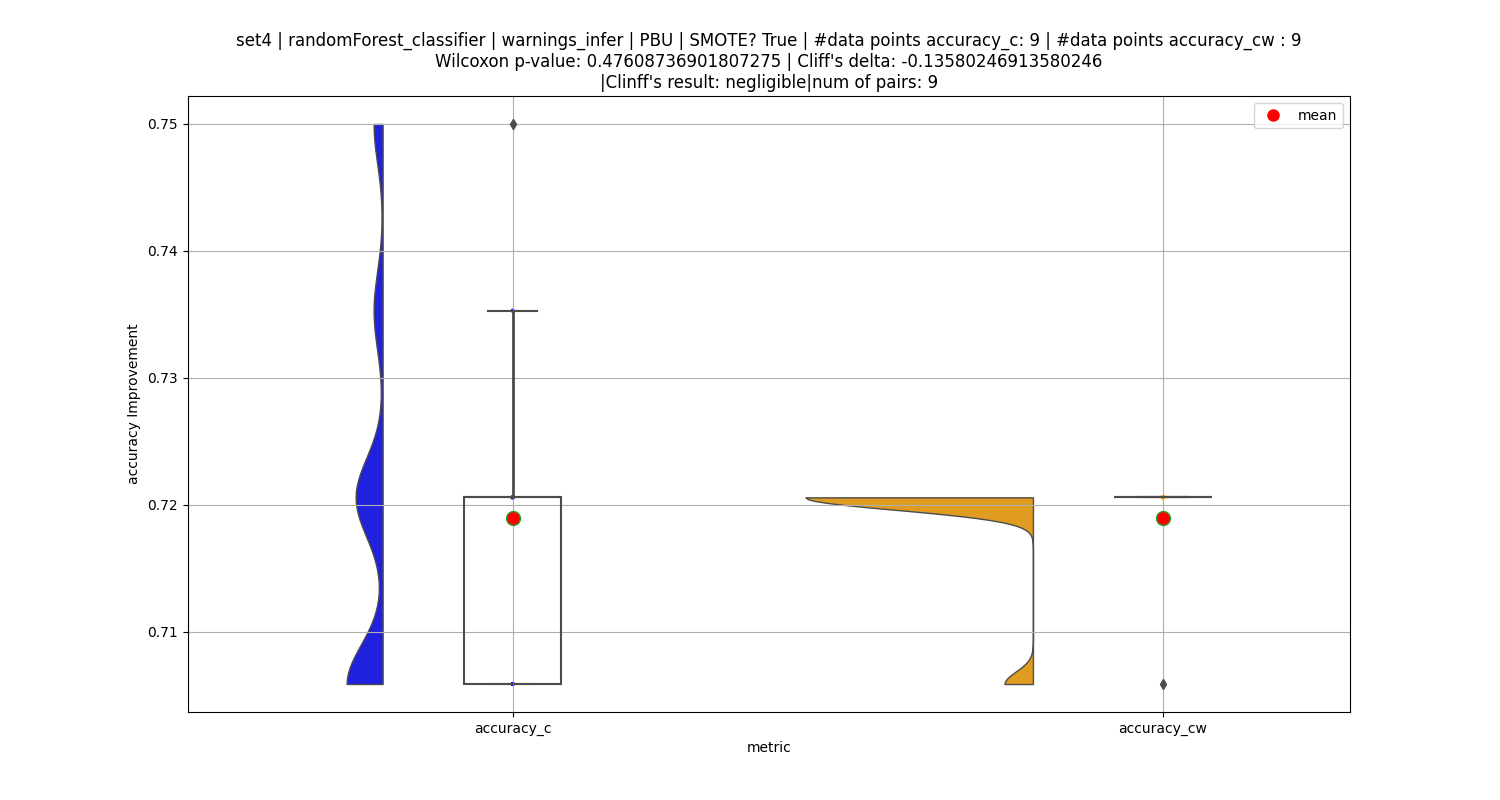 set4 | randomForest_classifier | warnings_infer | PBU | SMOTE? True | #data points accuracy_c: 9 | #data points accuracy_cw : 9
Wilcoxon p-value: 0.47608736901807275 | Cliff's delta: -0.13580246913580246
|Clinff's result: negligible|num of pairs: 9
mean
0.75
0.74
0.73
0.72
0.71
accuracy Improvement
accuracy_c
accuracy_cw
metric